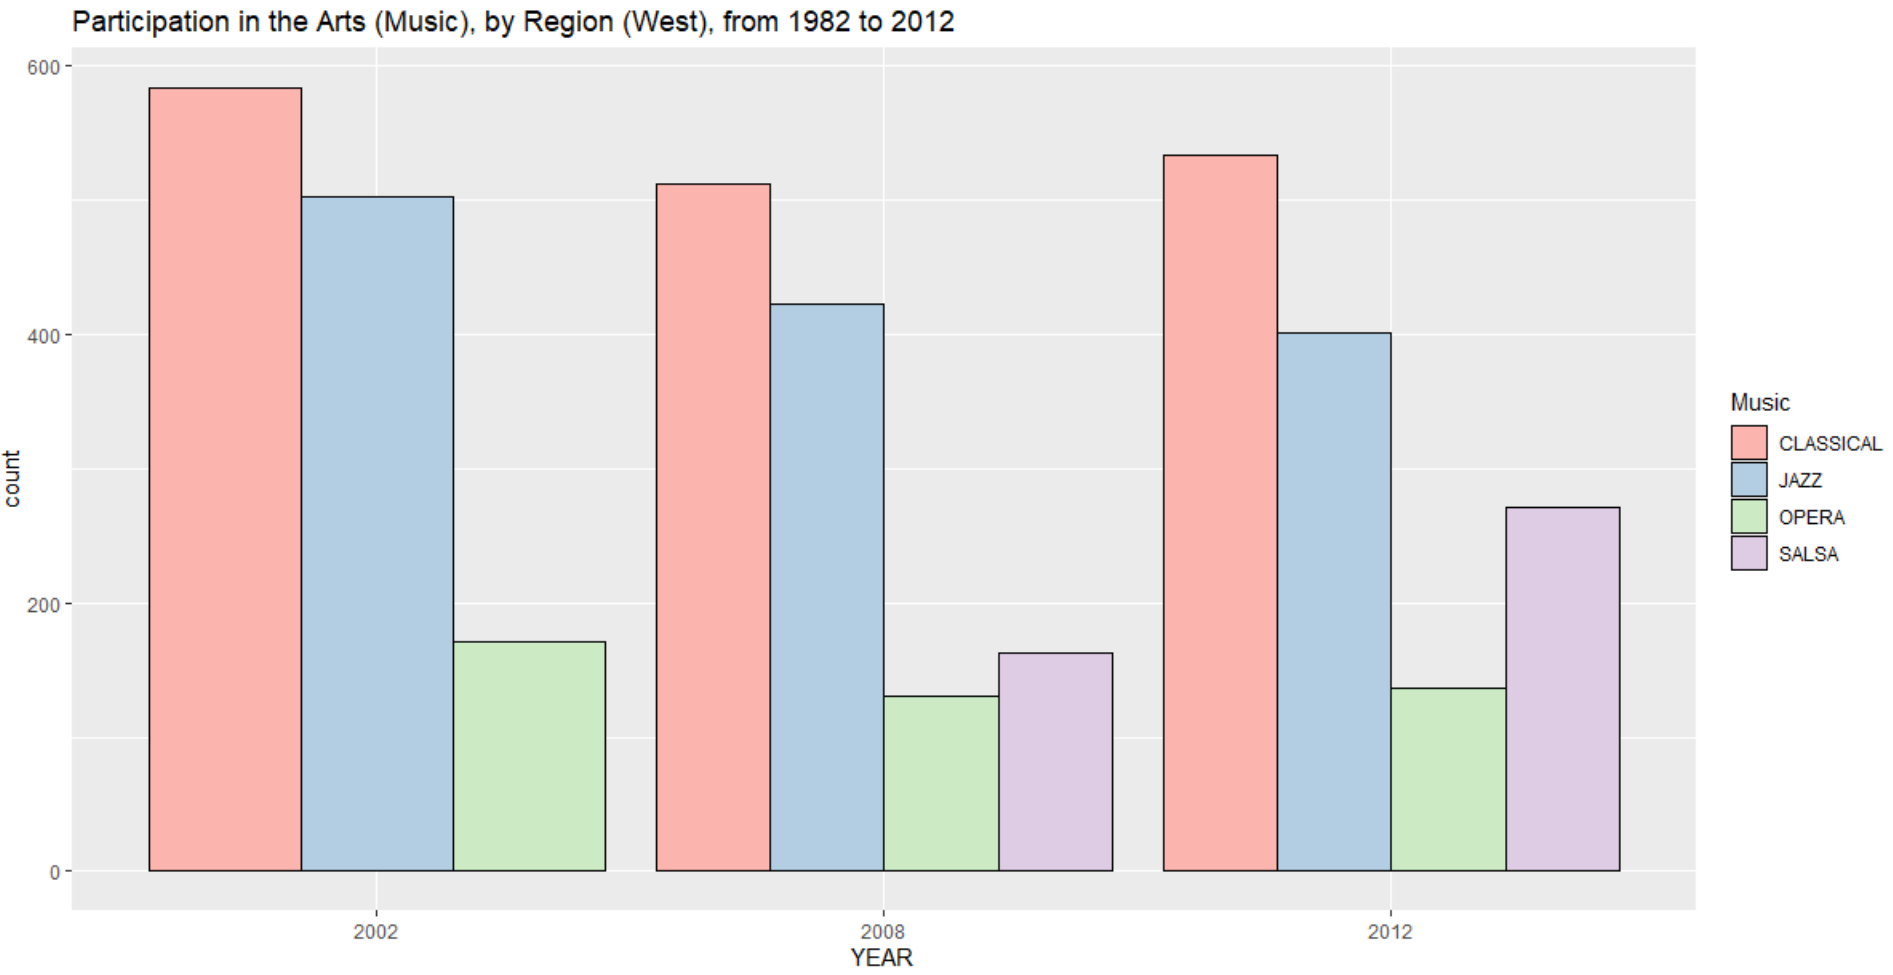 Participation in the Arts (Music), by Region (West), from 1982 to 2012
600
400
200
0
count
2002
2008
2012
YEAR
Music
CLASSICAL
JAZZ
OPERA
SALSA